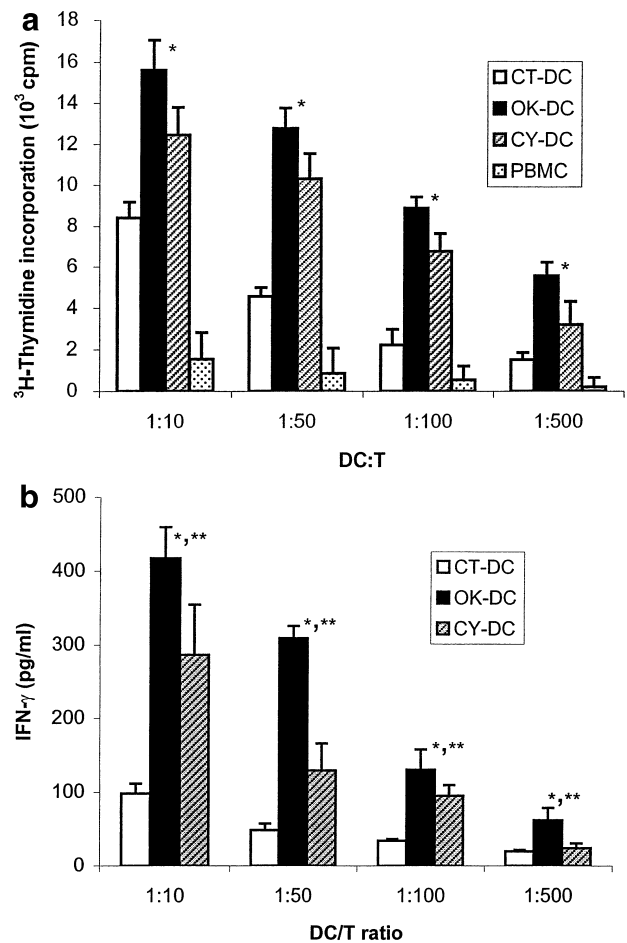 a
³H-Thymidine incorporation (10³ cpm)
18
16
14
12
10
8
6
4
2
0
*
*
*
*
CT-DC
OK-DC
CY-DC
PBMC
1:10 1:50 1:100 1:500
DC:T
b
IFN-γ (pg/ml)
500
400
300
200
100
0
*,**
*,**
*,**
*,**
CT-DC
OK-DC
CY-DC
1:10 1:50 1:100 1:500
DC/T ratio